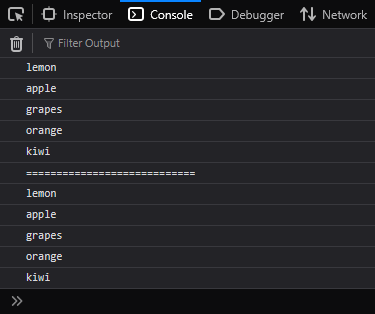 Inspector Console Debugger Network
Filter Output
lemon
apple
grapes
orange
kiwi
============================
lemon
apple
grapes
orange
kiwi